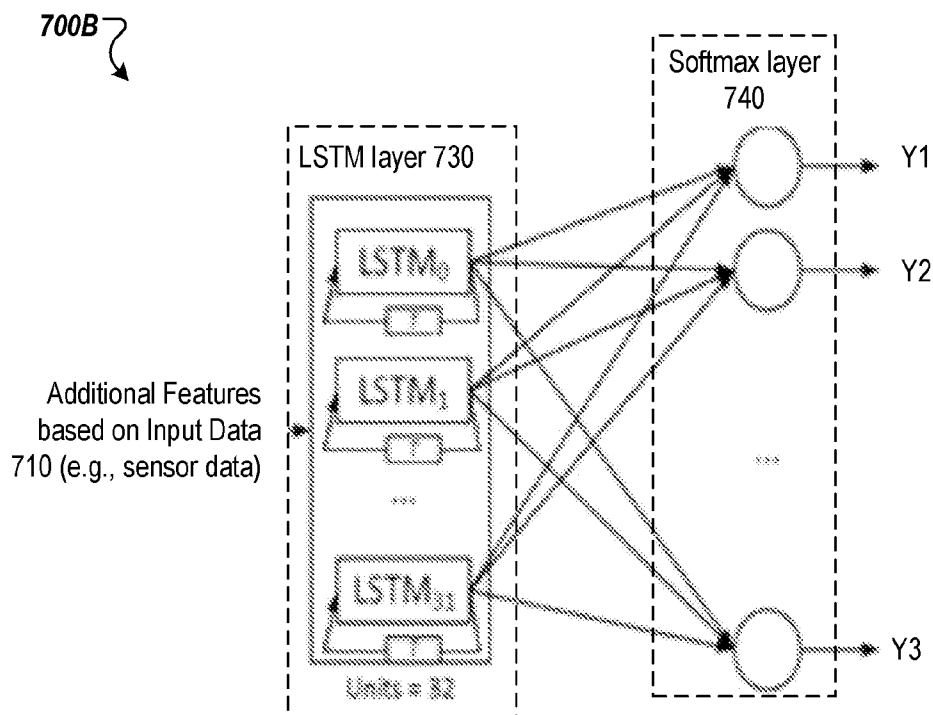 700B
Softmax layer
740
LSTM layer 730
Y1
LSTM0
Y2
Additional Features
based on Input Data
710 (e.g., sensor data)
LSTM1
...
...
LSTM31
Y3
Units = 32